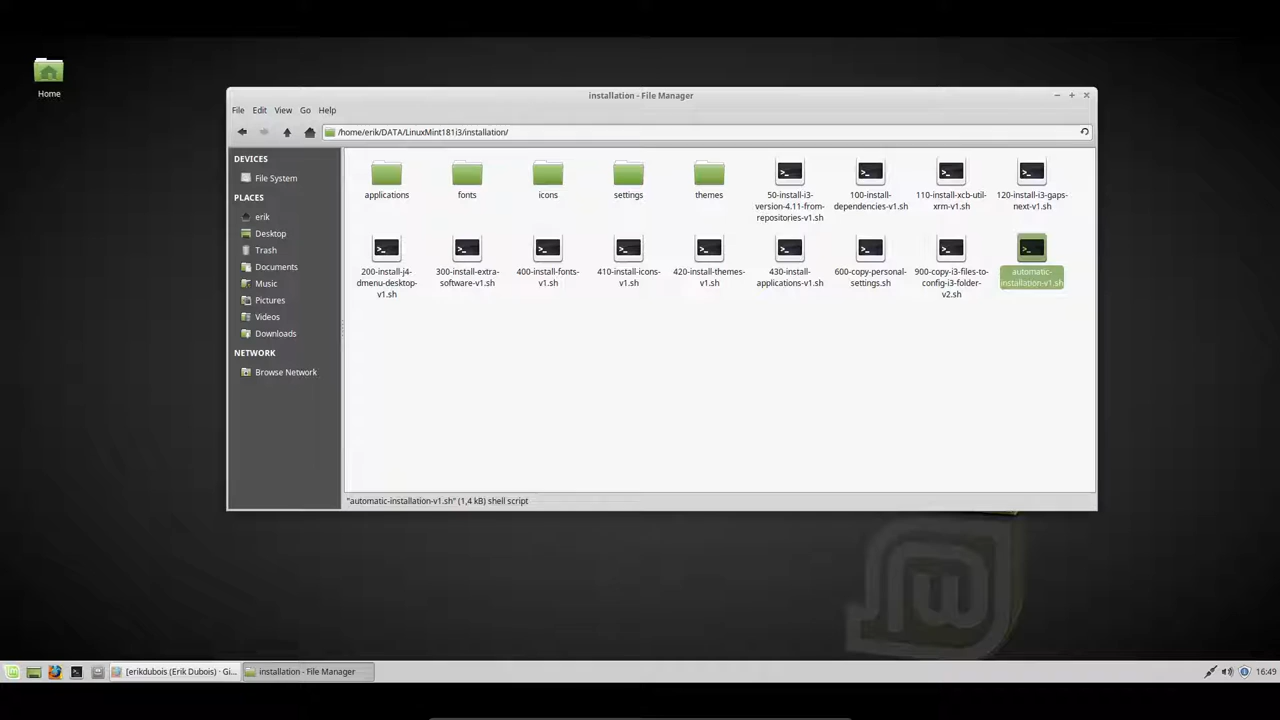 Home
installation - File Manager
File Edit View Go Help
/home/erik/DATA/LinuxMint181i3/installation/
DEVICES
File System
PLACES
erik
Desktop
Trash
Documents
Music
Pictures
Videos
Downloads
NETWORK
Browse Network
applications
fonts
icons
settings
themes
50-install-i3-
version-4.11-from-
repositories-v1.sh
100-install-
dependencies-v1.sh
110-install-xcb-util-
xrm-v1.sh
120-install-i3-gaps-
next-v1.sh
200-install-j4-
dmenu-desktop-
v1.sh
300-install-extra-
software-v1.sh
400-install-fonts-
v1.sh
410-install-icons-
v1.sh
420-install-themes-
v1.sh
430-install-
applications-v1.sh
600-copy-personal-
settings.sh
900-copy-i3-files-to-
config-i3-folder-
v2.sh
automatic-
installation-v1.sh
"automatic-installation-v1.sh" (1,4 kB) shell script
[erikdubois (Erik Dubois) · Gi...
installation - File Manager
16:49